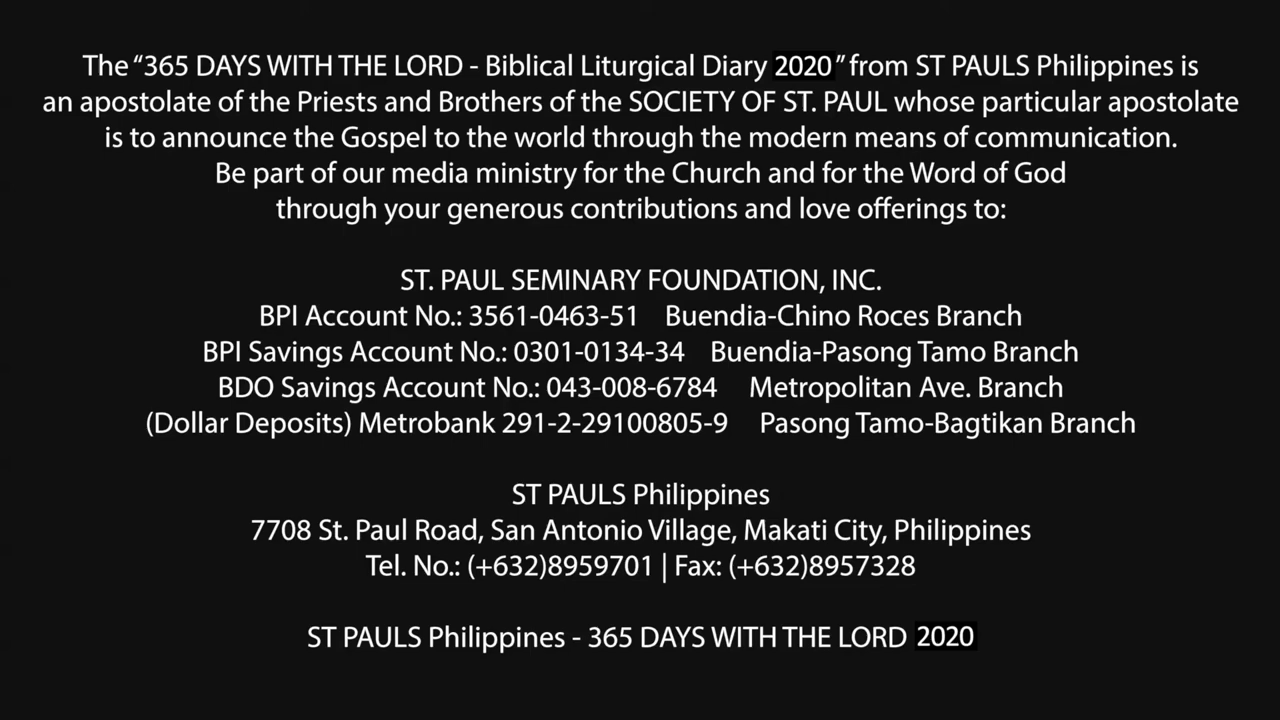 The “365 DAYS WITH THE LORD - Biblical Liturgical Diary 2020” from ST PAULS Philippines is
an apostolate of the Priests and Brothers of the SOCIETY OF ST. PAUL whose particular apostolate
is to announce the Gospel to the world through the modern means of communication.
Be part of our media ministry for the Church and for the Word of God
through your generous contributions and love offerings to:
ST. PAUL SEMINARY FOUNDATION, INC.
BPI Account No.: 3561-0463-51 Buendia-Chino Roces Branch
BPI Savings Account No.: 0301-0134-34 Buendia-Pasong Tamo Branch
BDO Savings Account No.: 043-008-6784 Metropolitan Ave. Branch
(Dollar Deposits) Metrobank 291-2-29100805-9 Pasong Tamo-Bagtikan Branch
ST PAULS Philippines
7708 St. Paul Road, San Antonio Village, Makati City, Philippines
Tel. No.: (+632)8959701 | Fax: (+632)8957328
ST PAULS Philippines - 365 DAYS WITH THE LORD 2020